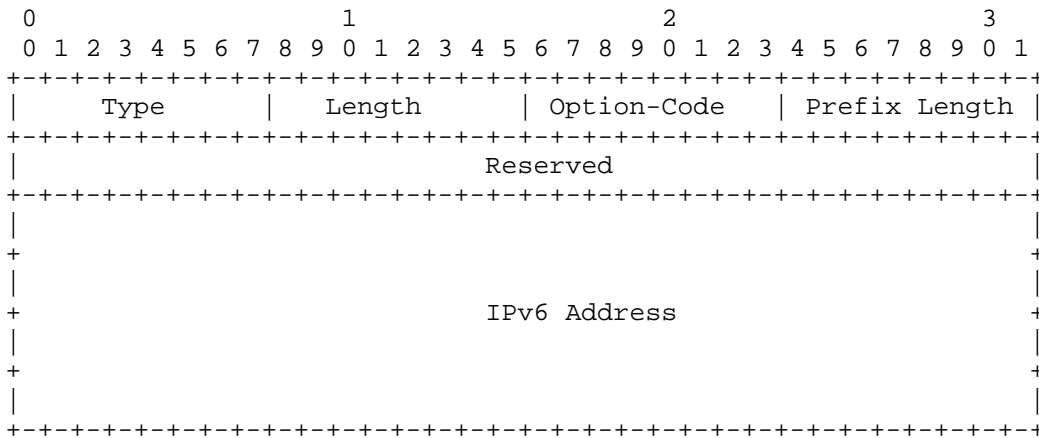 0                   1                   2                   3
 0 1 2 3 4 5 6 7 8 9 0 1 2 3 4 5 6 7 8 9 0 1 2 3 4 5 6 7 8 9 0 1
+-+-+-+-+-+-+-+-+-+-+-+-+-+-+-+-+-+-+-+-+-+-+-+-+-+-+-+-+-+-+-+-+
|     Type      |   Length      | Option-Code   | Prefix Length |
+-+-+-+-+-+-+-+-+-+-+-+-+-+-+-+-+-+-+-+-+-+-+-+-+-+-+-+-+-+-+-+-+
|                             Reserved                          |
+-+-+-+-+-+-+-+-+-+-+-+-+-+-+-+-+-+-+-+-+-+-+-+-+-+-+-+-+-+-+-+-+
|                                                               |
+                                                               +
|                                                               |
+                             IPv6 Address                      +
|                                                               |
+                                                               +
|                                                               |
+-+-+-+-+-+-+-+-+-+-+-+-+-+-+-+-+-+-+-+-+-+-+-+-+-+-+-+-+-+-+-+-+